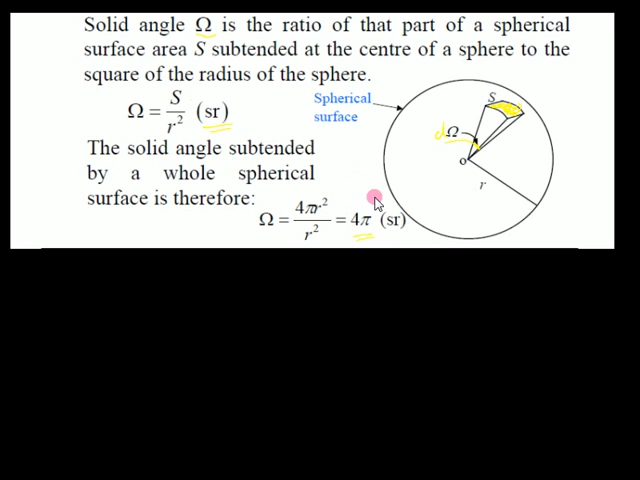 Solid angle Ω is the ratio of that part of a spherical
surface area S subtended at the centre of a sphere to the
square of the radius of the sphere.
Ω = S/r² (sr)
Spherical
surface
S
dΩ
o
r
The solid angle subtended
by a whole spherical
surface is therefore:
Ω = 4πr²/r² = 4π (sr)